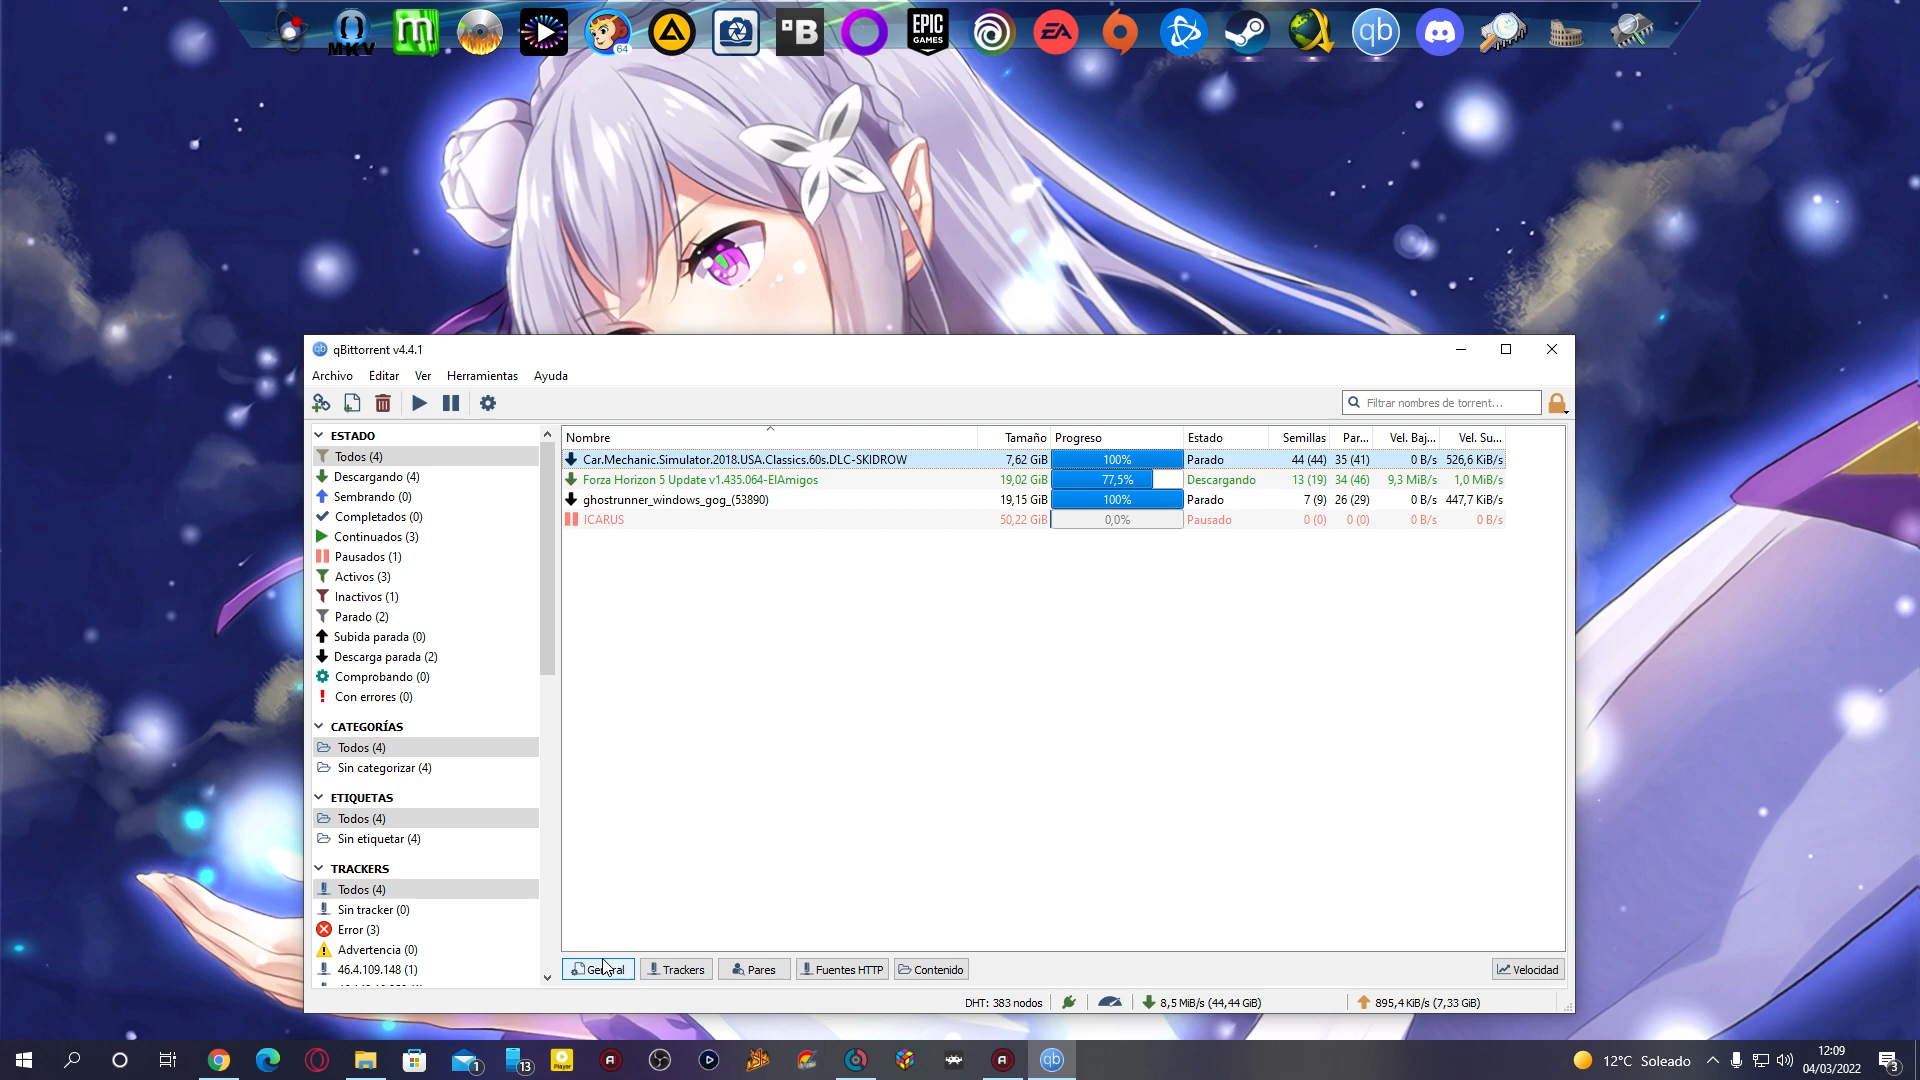 MKV
64
B
EPIC
GAMES
EA
qb
qBittorrent v4.4.1
Archivo Editar Ver Herramientas Ayuda
Filtrar nombres de torrent...
ESTADO
Todos (4)
Descargando (4)
Sembrando (0)
Completados (0)
Continuados (3)
Pausados (1)
Activos (3)
Inactivos (1)
Parado (2)
Subida parada (0)
Descarga parada (2)
Comprobando (0)
Con errores (0)
CATEGORÍAS
Todos (4)
Sin categorizar (4)
ETIQUETAS
Todos (4)
Sin etiquetar (4)
TRACKERS
Todos (4)
Sin tracker (0)
Error (3)
Advertencia (0)
46.4.109.148 (1)
Nombre Tamaño Progreso Estado Semillas Par... Vel. Baj... Vel. Su...
Car.Mechanic.Simulator.2018.USA.Classics.60s.DLC-SKIDROW 7,62 GiB 100% Parado 44 (44) 35 (41) 0 B/s 526,6 KiB/s
Forza Horizon 5 Update v1.435.064-ElAmigos 19,02 GiB 77,5% Descargando 13 (19) 34 (46) 9,3 MiB/s 1,0 MiB/s
ghostrunner_windows_gog_(53890) 19,15 GiB 100% Parado 7 (9) 26 (29) 0 B/s 447,7 KiB/s
ICARUS 50,22 GiB 0,0% Pausado 0 (0) 0 (0) 0 B/s 0 B/s
General Trackers Pares Fuentes HTTP Contenido Velocidad
DHT: 383 nodos 8,5 MiB/s (44,44 GiB) 895,4 KiB/s (7,33 GiB)
1
13
Player
qb
12°C Soleado
12:09
04/03/2022
3